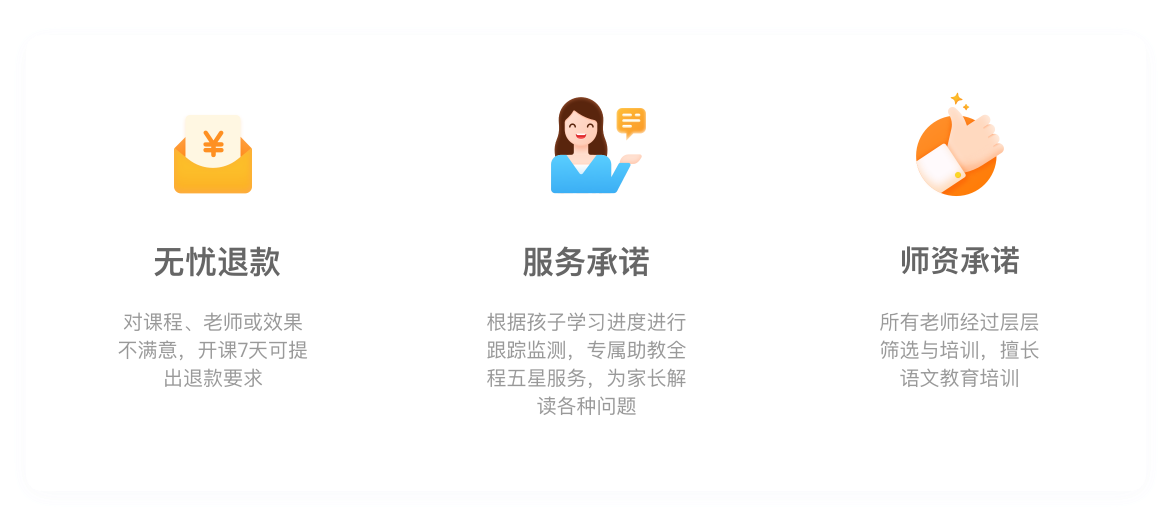 ¥
无忧退款
对课程、老师或效果
不满意，开课7天可提
出退款要求
服务承诺
根据孩子学习进度进行
跟踪监测，专属助教全
程五星服务，为家长解
读各种问题
师资承诺
所有老师经过层层
筛选与培训，擅长
语文教育培训